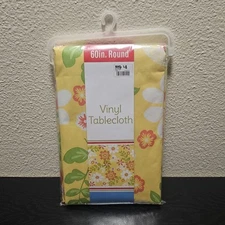 60in. Round
Vinyl
Tablecloth